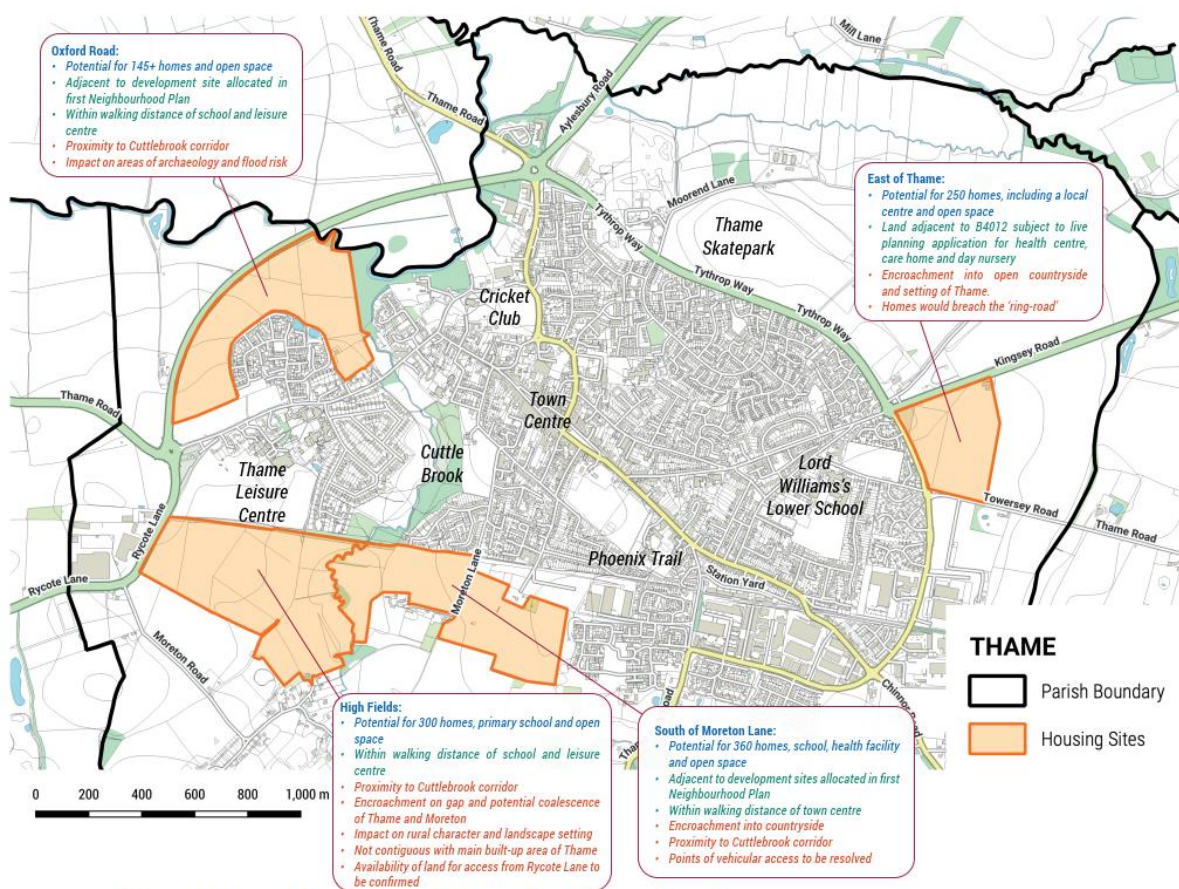 Mill Lane
Thame Road
Oxford Road:
• Potential for 145+ homes and open space
• Adjacent to development site allocated in
first Neighbourhood Plan
• Within walking distance of school and leisure
centre
• Proximity to Cuttlebrook corridor
• Impact on areas of archaeology and flood risk
Thame Road
Aylesbury Road
Moorend Lane
Tythrop Way
Thame
Skatepark
East of Thame:
• Potential for 250 homes, including a local
centre and open space
• Land adjacent to B4012 subject to live
planning application for health centre,
care home and day nursery
• Encroachment into open countryside
and setting of Thame.
• Homes would breach the ‘ring-road’
Tythrop Way
Tythrop Way
Cricket
Club
Kingsey Road
Thame Road
Town
Centre
Cuttle
Brook
Thame
Leisure
Centre
Lord
Williams's
Lower School
Towersey Road
Thame Road
Rycote Lane
Phoenix Trail
Station Yard
Rycote Lane
Moreton Lane
Moreton Road
Chinnor Road
THAME
Parish Boundary
Housing Sites
High Fields:
• Potential for 300 homes, primary school and open
space
• Within walking distance of school and leisure
centre
• Proximity to Cuttlebrook corridor
• Encroachment on gap and potential coalescence
of Thame and Moreton
• Impact on rural character and landscape setting
• Not contiguous with main built-up area of Thame
• Availability of land for access from Rycote Lane to
be confirmed
South of Moreton Lane:
• Potential for 360 homes, school, health facility
and open space
• Adjacent to development sites allocated in first
Neighbourhood Plan
• Within walking distance of town centre
• Encroachment into countryside
• Proximity to Cuttlebrook corridor
• Points of vehicular access to be resolved
0 200 400 600 800 1,000 m